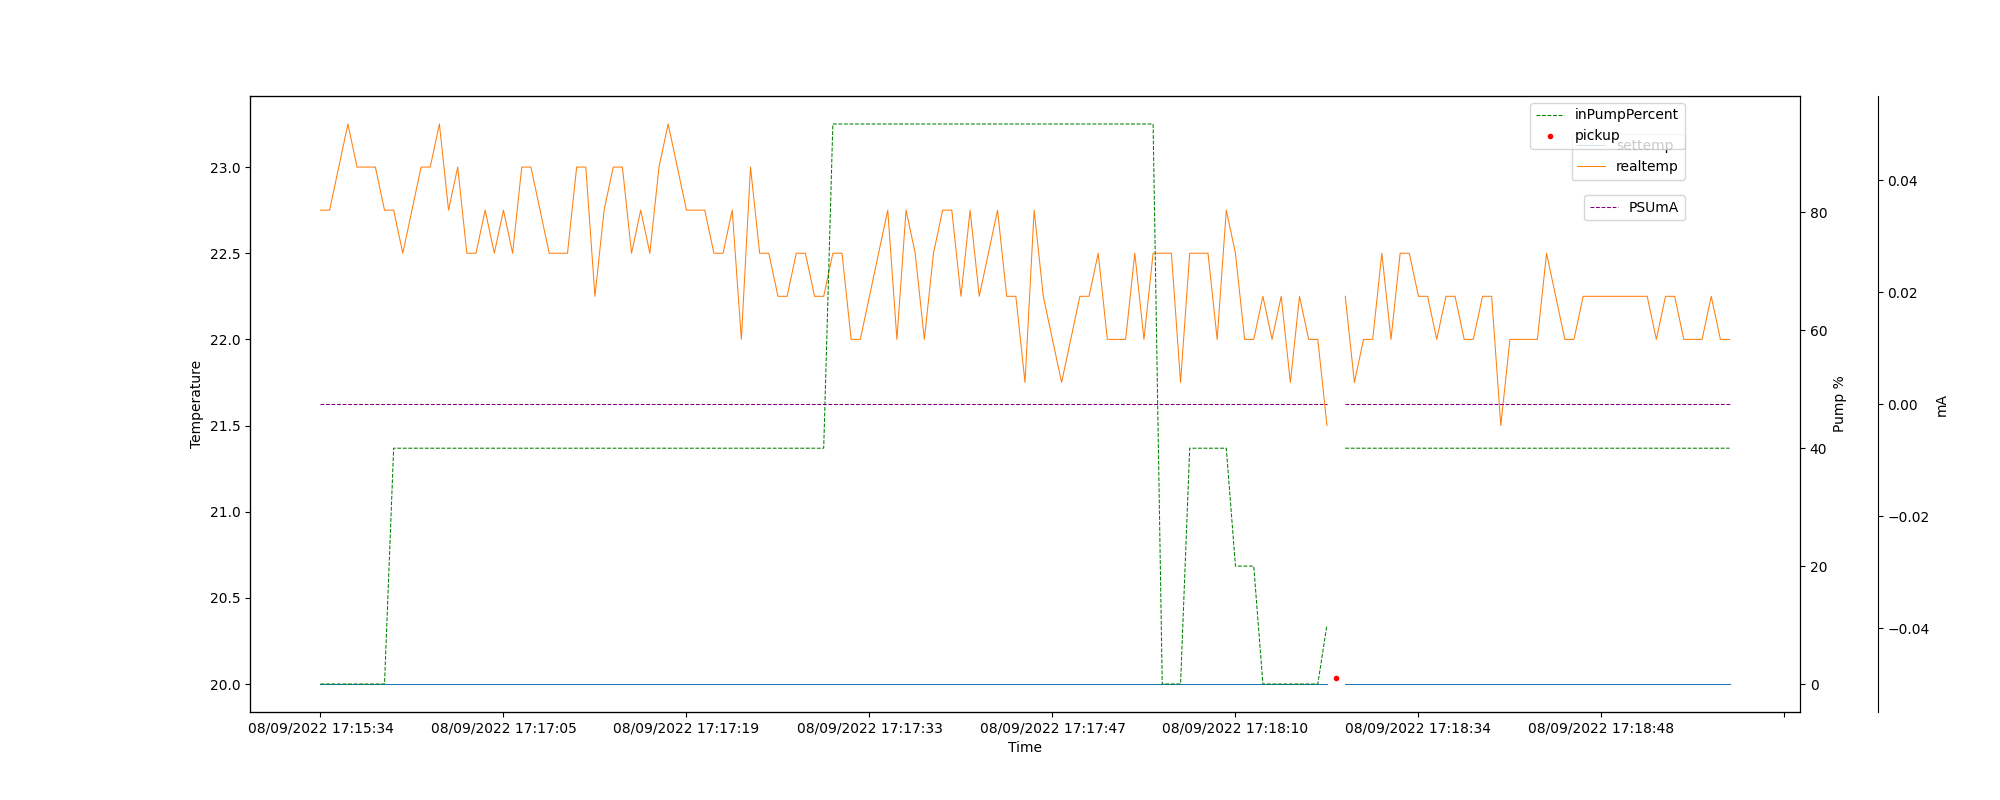 inPumpPercent
pickup
settemp
realtemp
PSUmA
Temperature
23.0
22.5
22.0
21.5
21.0
20.5
20.0
80
60
40
20
0
Pump %
0.04
0.02
0.00
−0.02
−0.04
mA
08/09/2022 17:15:34
08/09/2022 17:17:05
08/09/2022 17:17:19
08/09/2022 17:17:33
08/09/2022 17:17:47
08/09/2022 17:18:10
08/09/2022 17:18:34
08/09/2022 17:18:48
Time